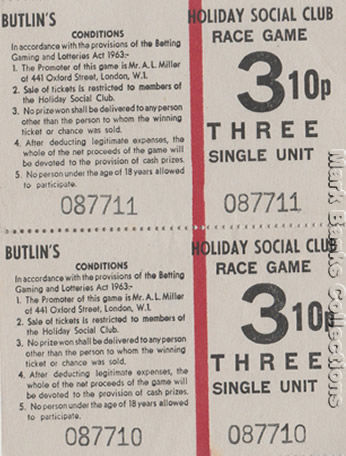 BUTLIN'S
CONDITIONS
In accordance with the provisions of the Betting
Gaming and Lotteries Act 1963:-
1. The Promoter of this game is Mr. A.L. Miller
of 441 Oxford Street, London, W.1.
2. Sale of tickets is restricted to members of
the Holiday Social Club.
3. No prize won shall be delivered to any person
other than the person to whom the winning
ticket or chance was sold.
4. After deducting legitimate expenses, the
whole of the net proceeds of the game will
be devoted to the provision of cash prizes.
5. No person under the age of 18 years allowed
to participate.
087711
HOLIDAY SOCIAL CLUB
RACE GAME
3 10p
THREE
SINGLE UNIT
087711
BUTLIN'S
CONDITIONS
In accordance with the provisions of the Betting
Gaming and Lotteries Act 1963:-
1. The Promoter of this game is Mr. A.L. Miller
of 441 Oxford Street, London, W.1.
2. Sale of tickets is restricted to members of
the Holiday Social Club.
3. No prize won shall be delivered to any person
other than the person to whom the winning
ticket or chance was sold.
4. After deducting legitimate expenses, the
whole of the net proceeds of the game will
be devoted to the provision of cash prizes.
5. No person under the age of 18 years allowed
to participate.
087710
HOLIDAY SOCIAL CLUB
RACE GAME
3 10p
THREE
SINGLE UNIT
087710
Collections